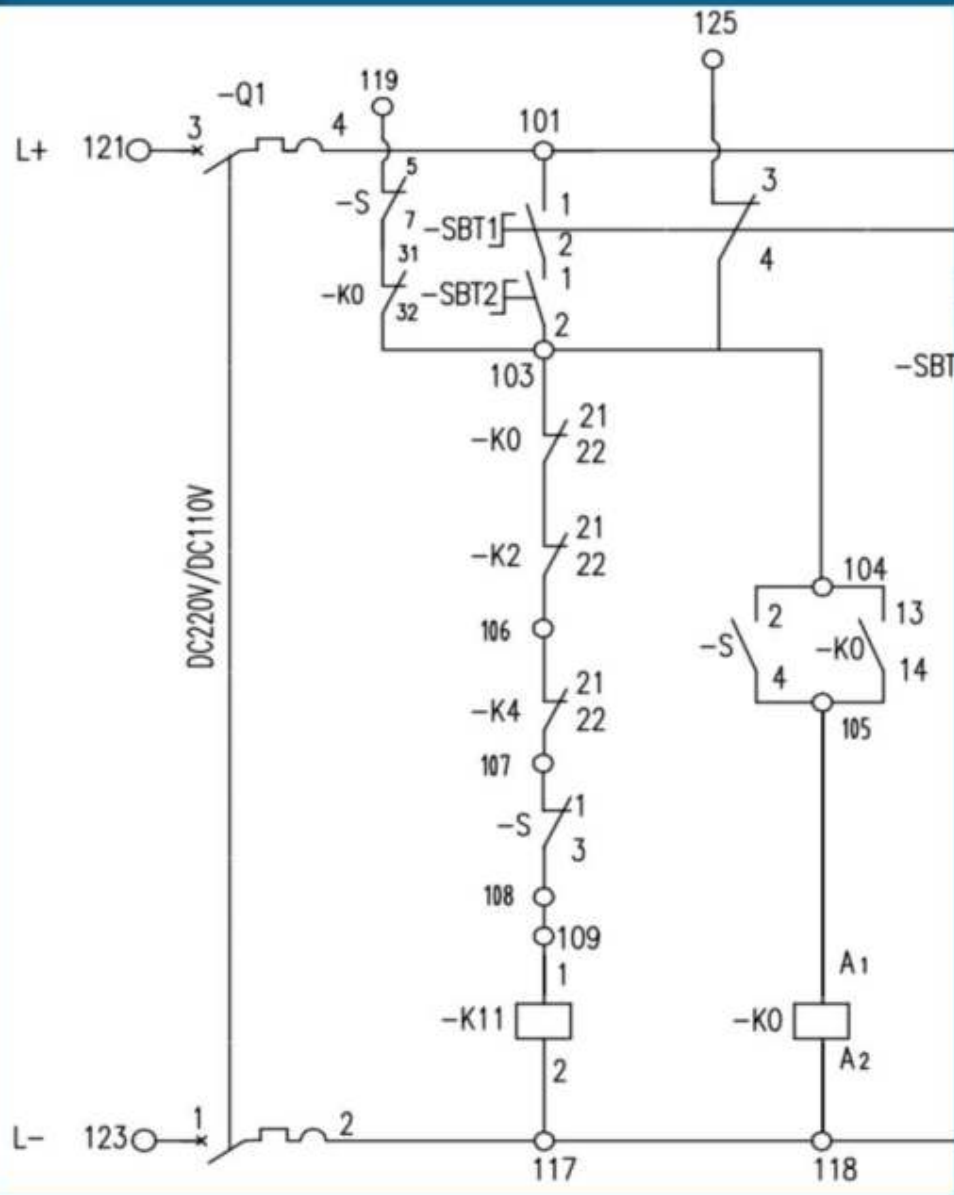 125
119
-Q1
L+ 121 3 4 101
5
-S
7
1
-SBT1
2
3
4
31
-K0
32
1
-SBT2
2
103
-SBT
-K0 21
22
DC220V/DC110V
-K2 21
22
104
106
2
-S
4
13
-K0
14
-K4 21
22
105
107
-S 1
3
108
109
1
-K11
2
A1
-K0
A2
L- 123 1 2
117
118